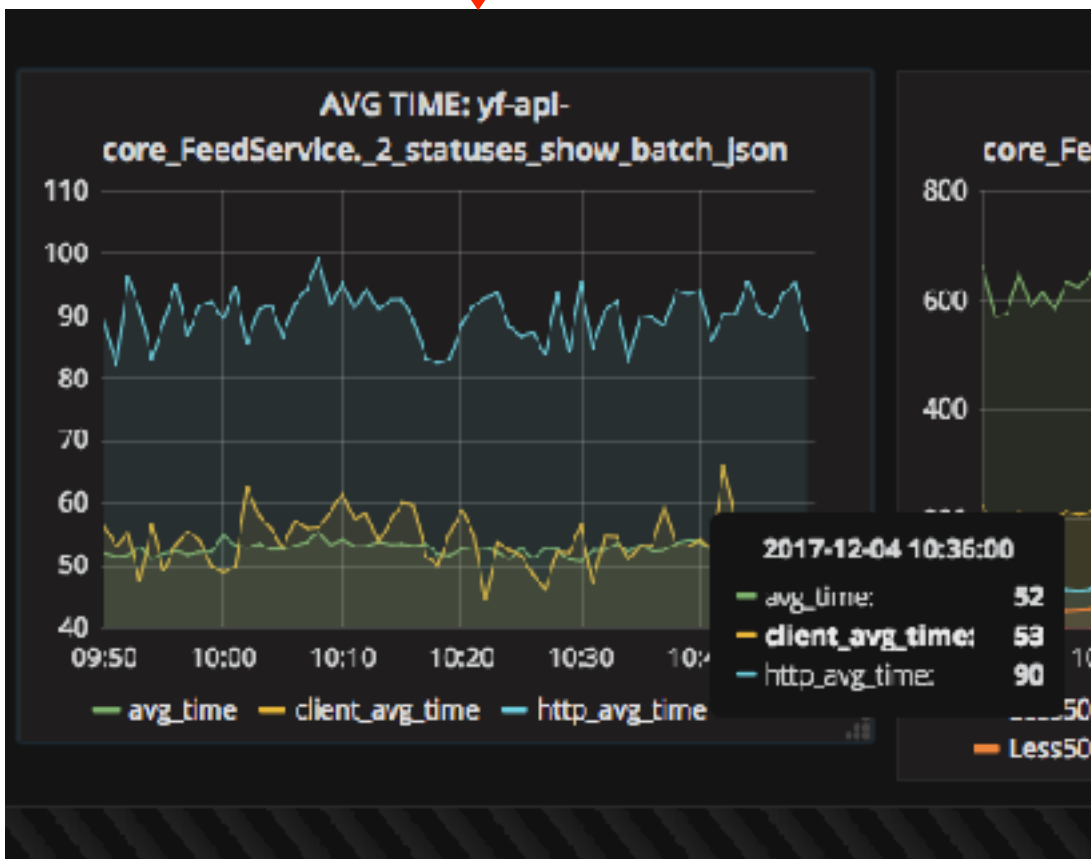 AVG TIME: yf-api-
core_FeedService._2_statuses_show_batch_json
110
100
90
80
70
60
50
40
09:50 10:00 10:10 10:20 10:30
avg_time client_avg_time http_avg_time
2017-12-04 10:36:00
avg_time: 52
client_avg_time: 53
http_avg_time: 90
core_Fe
800
600
400
Less50